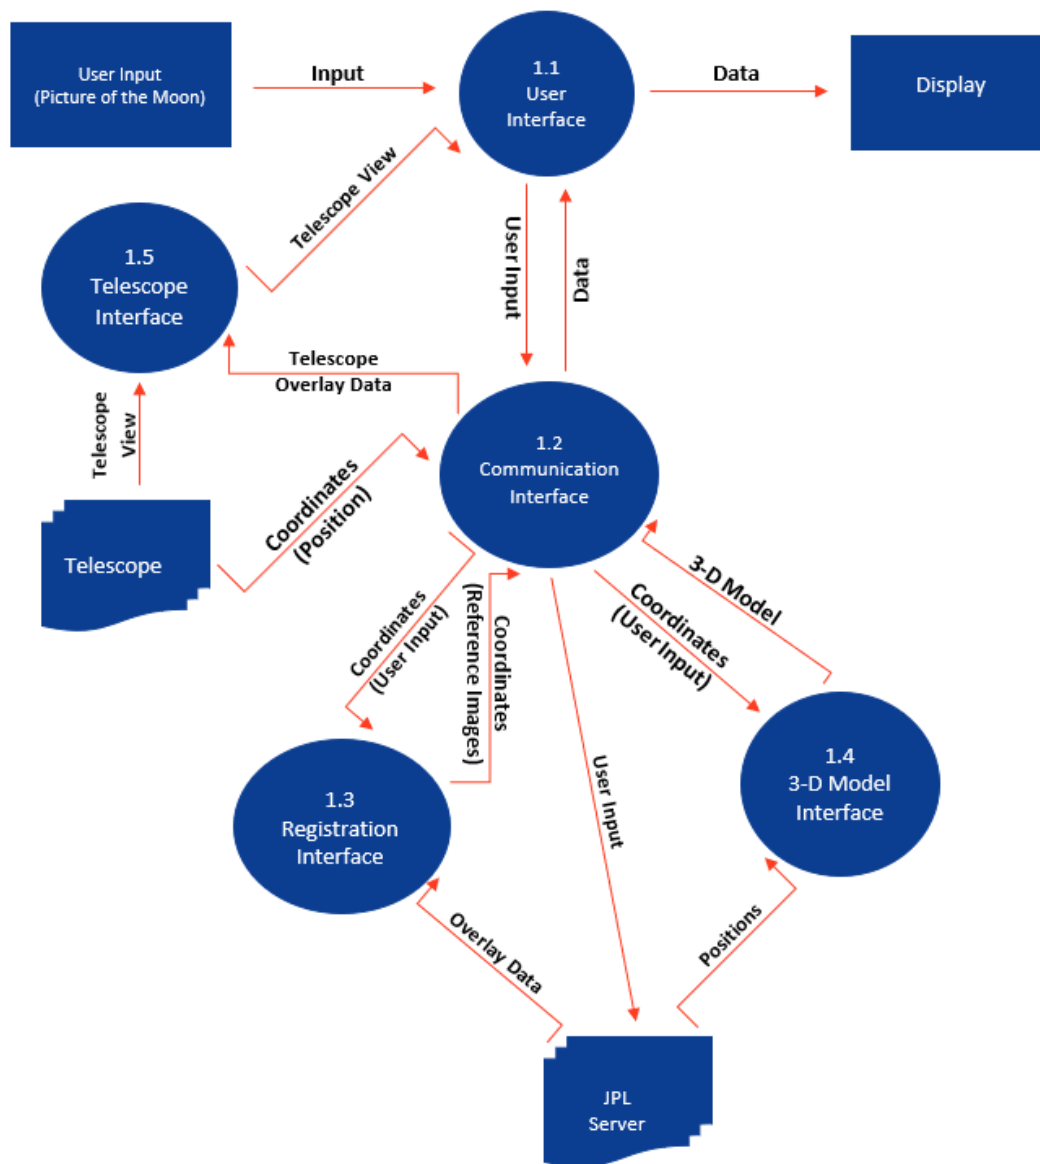 User Input
(Picture of the Moon)
Input
1.1
User
Interface
Data
Display
Telescope View
1.5
Telescope
Interface
User Input
Data
Telescope
Overlay Data
Telescope
View
1.2
Communication
Interface
Coordinates
(Position)
Telescope
3-D Model
Coordinates
(User Input)
Coordinates
(Reference Images)
Coordinates
(User Input)
1.3
Registration
Interface
User Input
1.4
3-D Model
Interface
Overlay Data
Positions
JPL
Server